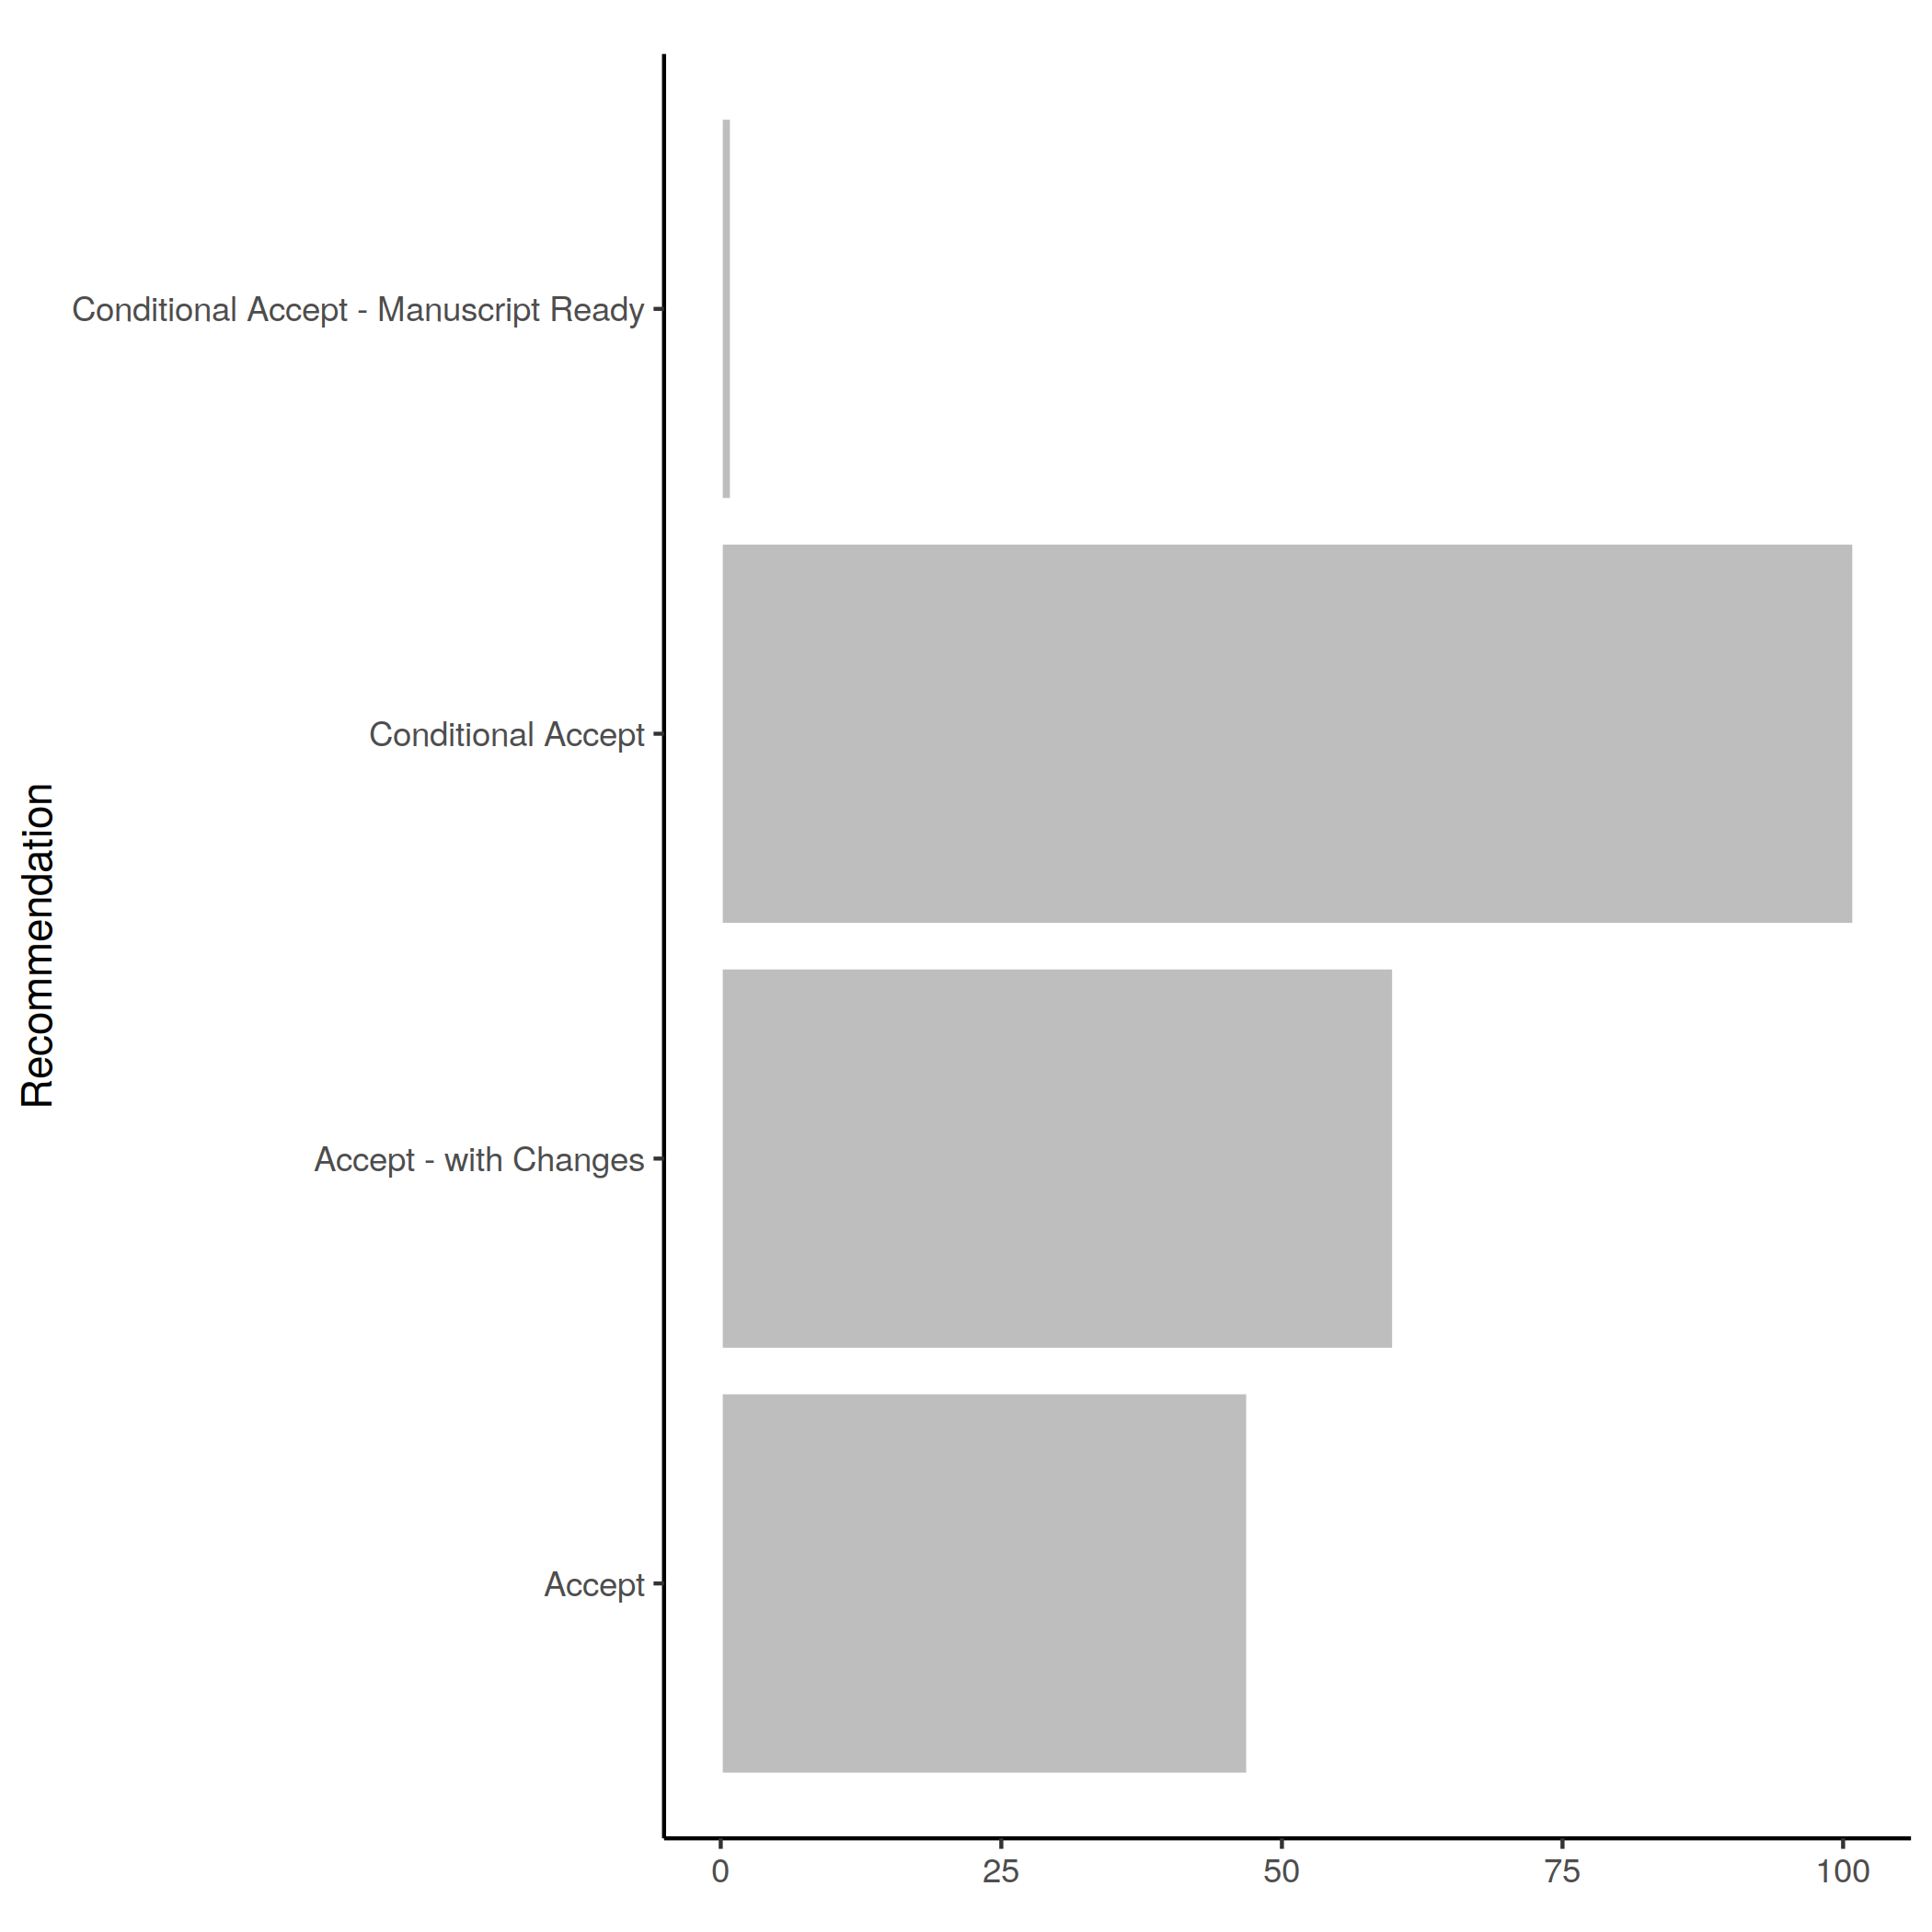 Recommendation
Conditional Accept - Manuscript Ready
Conditional Accept
Accept - with Changes
Accept
0 25 50 75 100